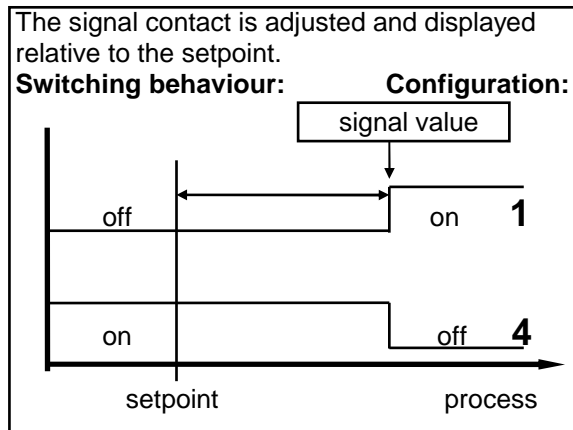 The signal contact is adjusted and displayed
relative to the setpoint.
Switching behaviour: Configuration:
signal value
off on 1
on off 4
setpoint process